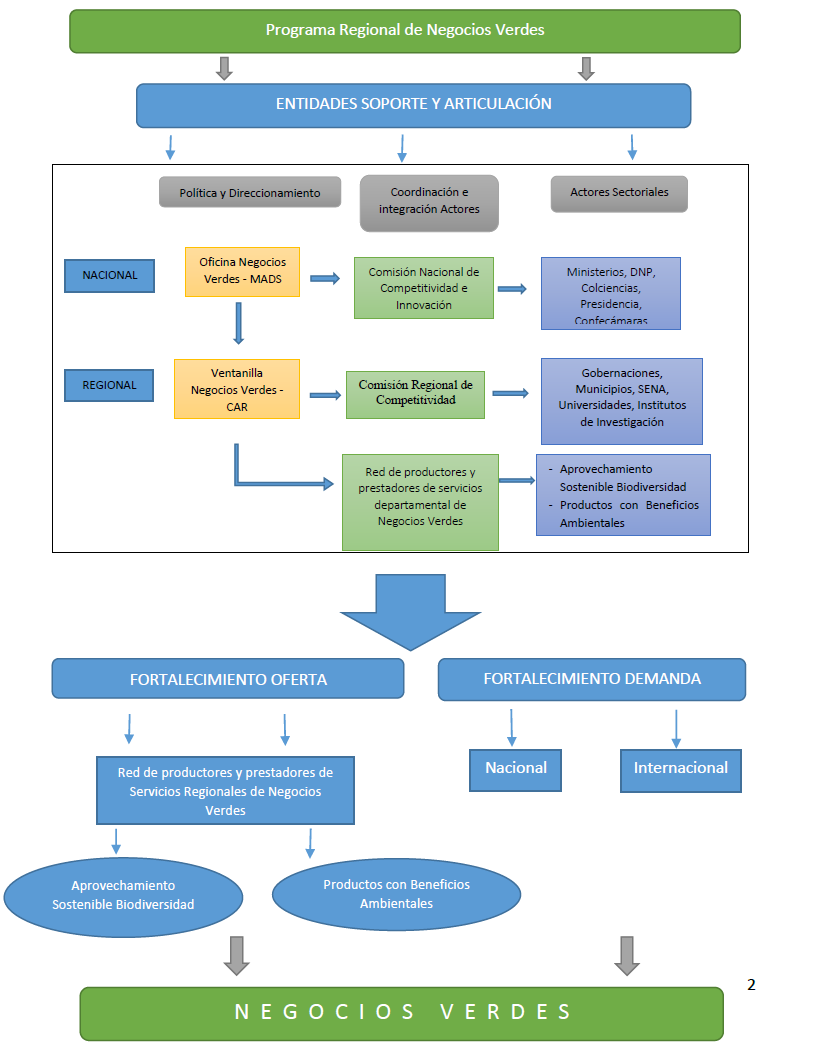 Programa Regional de Negocios Verdes
ENTIDADES SOPORTE Y ARTICULACIÓN
Política y Direccionamiento
Coordinación e
integración Actores
Actores Sectoriales
NACIONAL
Oficina Negocios
Verdes - MADS
Comisión Nacional de
Competitividad e
Innovación
Ministerios, DNP,
Colciencias,
Presidencia,
Confecámaras
REGIONAL
Ventanilla
Negocios Verdes -
CAR
Comisión Regional de
Competitividad
Gobernaciones,
Municipios, SENA,
Universidades, Institutos
de Investigación
Red de productores y
prestadores de servicios
departamental de
Negocios Verdes
- Aprovechamiento
Sostenible Biodiversidad
- Productos con Beneficios
Ambientales
FORTALECIMIENTO OFERTA
FORTALECIMIENTO DEMANDA
Red de productores y prestadores de
Servicios Regionales de Negocios
Verdes
Nacional
Internacional
Aprovechamiento
Sostenible Biodiversidad
Productos con Beneficios
Ambientales
2
NEGOCIOS VERDES